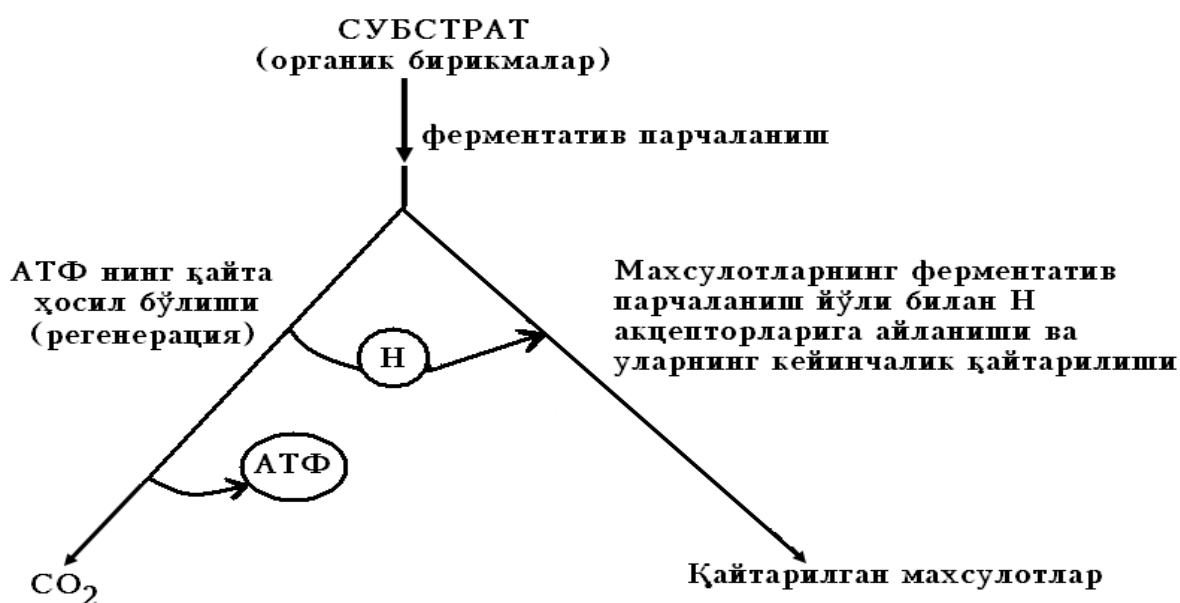 СУБСТРАТ
(органик бирикмалар)
ферментатив парчаланиш
АТФ нинг қайта
ҳосил бўлиши
(регенерация)
Махсулотларнинг ферментатив
парчаланиш йўли билан Н
акцепторларига айланиши ва
уларнинг кейинчалик қайтарилиши
Н
АТФ
CO₂
Қайтарилган махсулотлар